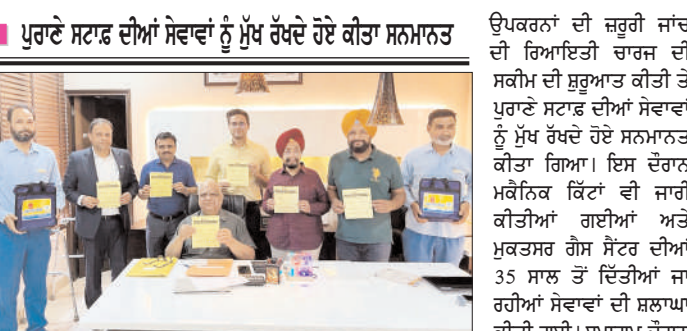 ਪੁਰਾਣੇ ਸਟਾਫ਼ ਦੀਆਂ ਸੇਵਾਵਾਂ ਨੂੰ ਮੁੱਖ ਰੱਖਦੇ ਹੋਏ ਕੀਤਾ ਸਨਮਾਨਤ
ਉਪਕਰਨਾਂ ਦੀ ਜ਼ਰੂਰੀ ਜਾਂਚ
ਦੀ ਰਿਆਇਤੀ ਚਾਰਜ ਦੀ
ਸਕੀਮ ਦੀ ਸ਼ੁਰੂਆਤ ਕੀਤੀ ਤੇ
ਪੁਰਾਣੇ ਸਟਾਫ਼ ਦੀਆਂ ਸੇਵਾਵਾਂ
ਨੂੰ ਮੁੱਖ ਰੱਖਦੇ ਹੋਏ ਸਨਮਾਨਤ
ਕੀਤਾ ਗਿਆ। ਇਸ ਦੌਰਾਨ
ਮਕੈਨਿਕ ਕਿੱਟਾਂ ਵੀ ਜਾਰੀ
ਕੀਤੀਆਂ ਗਈਆਂ ਅਤੇ
ਮੁਕਤਸਰ ਗੈਸ ਸੈਂਟਰ ਦੀਆਂ
35 ਸਾਲ ਤੋਂ ਦਿੱਤੀਆਂ ਜਾ
ਰਹੀਆਂ ਸੇਵਾਵਾਂ ਦੀ ਸ਼ਲਾਘਾ